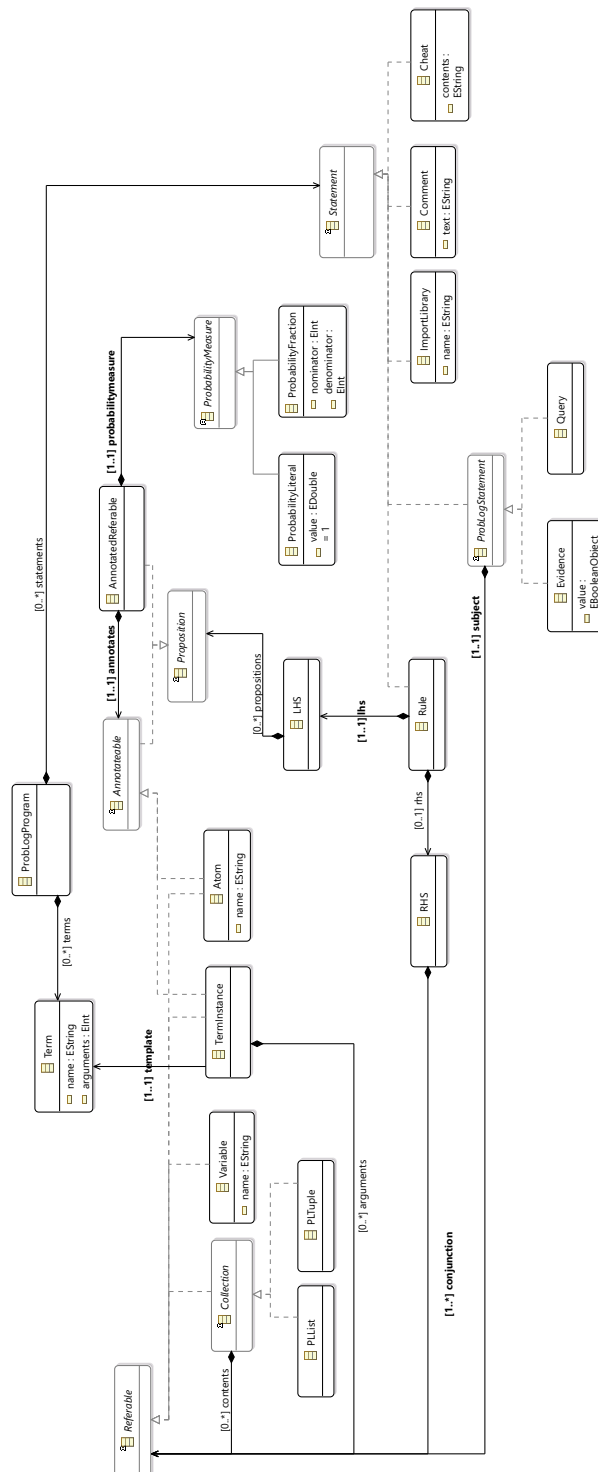 ProbLogProgram
[0..*] terms
[0..*] statements
Term
name : EString
arguments : EInt
Referable
Annotateable
[1..1] annotates
AnnotatedReferable
[1..1] probabilitymeasure
[1..1] template
Proposition
ProbabilityMeasure
[0..*] contents
Collection
Variable
name : EString
TermInstance
Atom
name : EString
[0..*] propositions
LHS
ProbabilityLiteral
value : EDouble
= 1
ProbabilityFraction
nominator : EInt
denominator :
EInt
Statement
PLList
PLTuple
[0..*] arguments
[1..1] lhs
RHS
[0..1] rhs
Rule
ImportLibrary
name : EString
Comment
text : EString
Cheat
contents :
EString
[1..*] conjunction
[1..1] subject
ProbLogStatement
Evidence
value :
EBooleanObject
Query